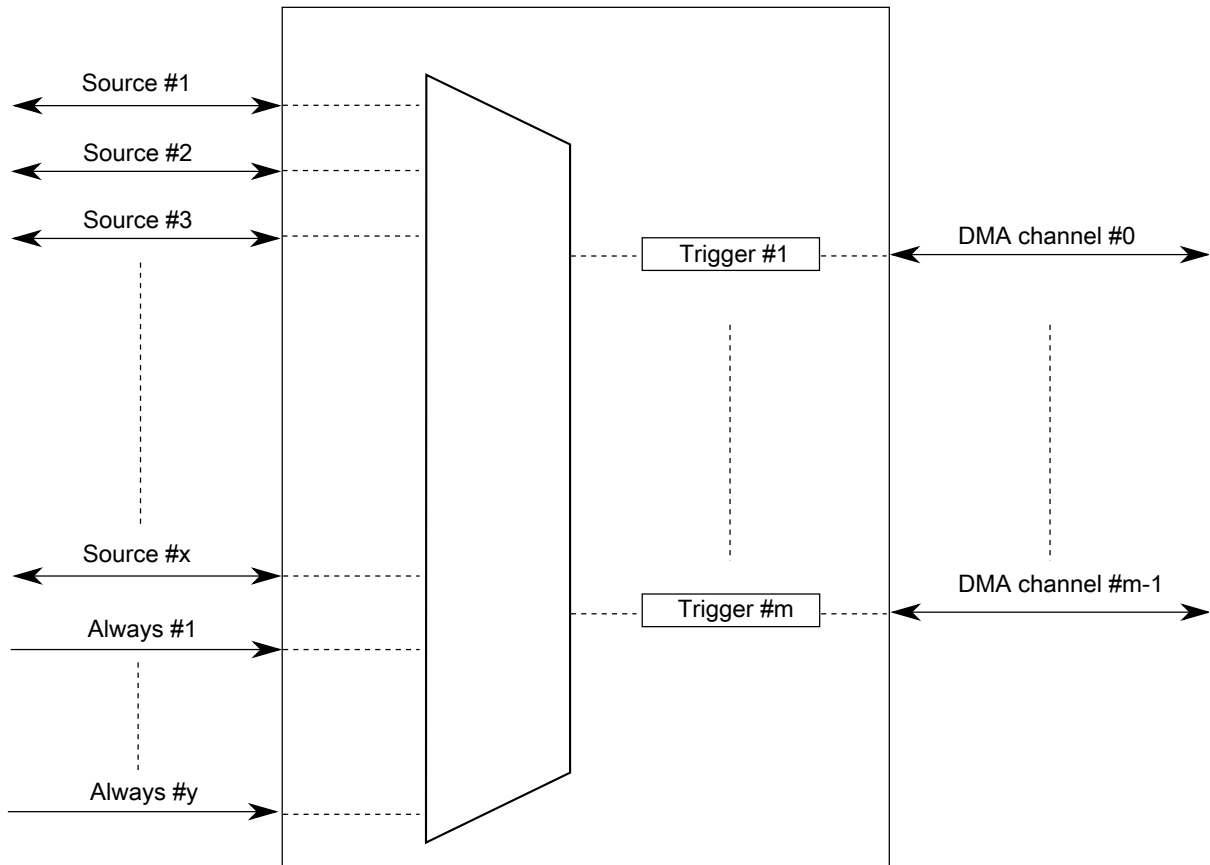 Source #1
Source #2
Source #3
Source #x
Always #1
Always #y
Trigger #1
Trigger #m
DMA channel #0
DMA channel #m-1